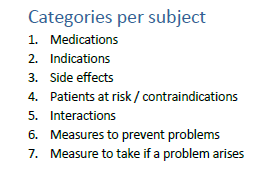 Categories per subject
1. Medications
2. Indications
3. Side effects
4. Patients at risk / contraindications
5. Interactions
6. Measures to prevent problems
7. Measure to take if a problem arises